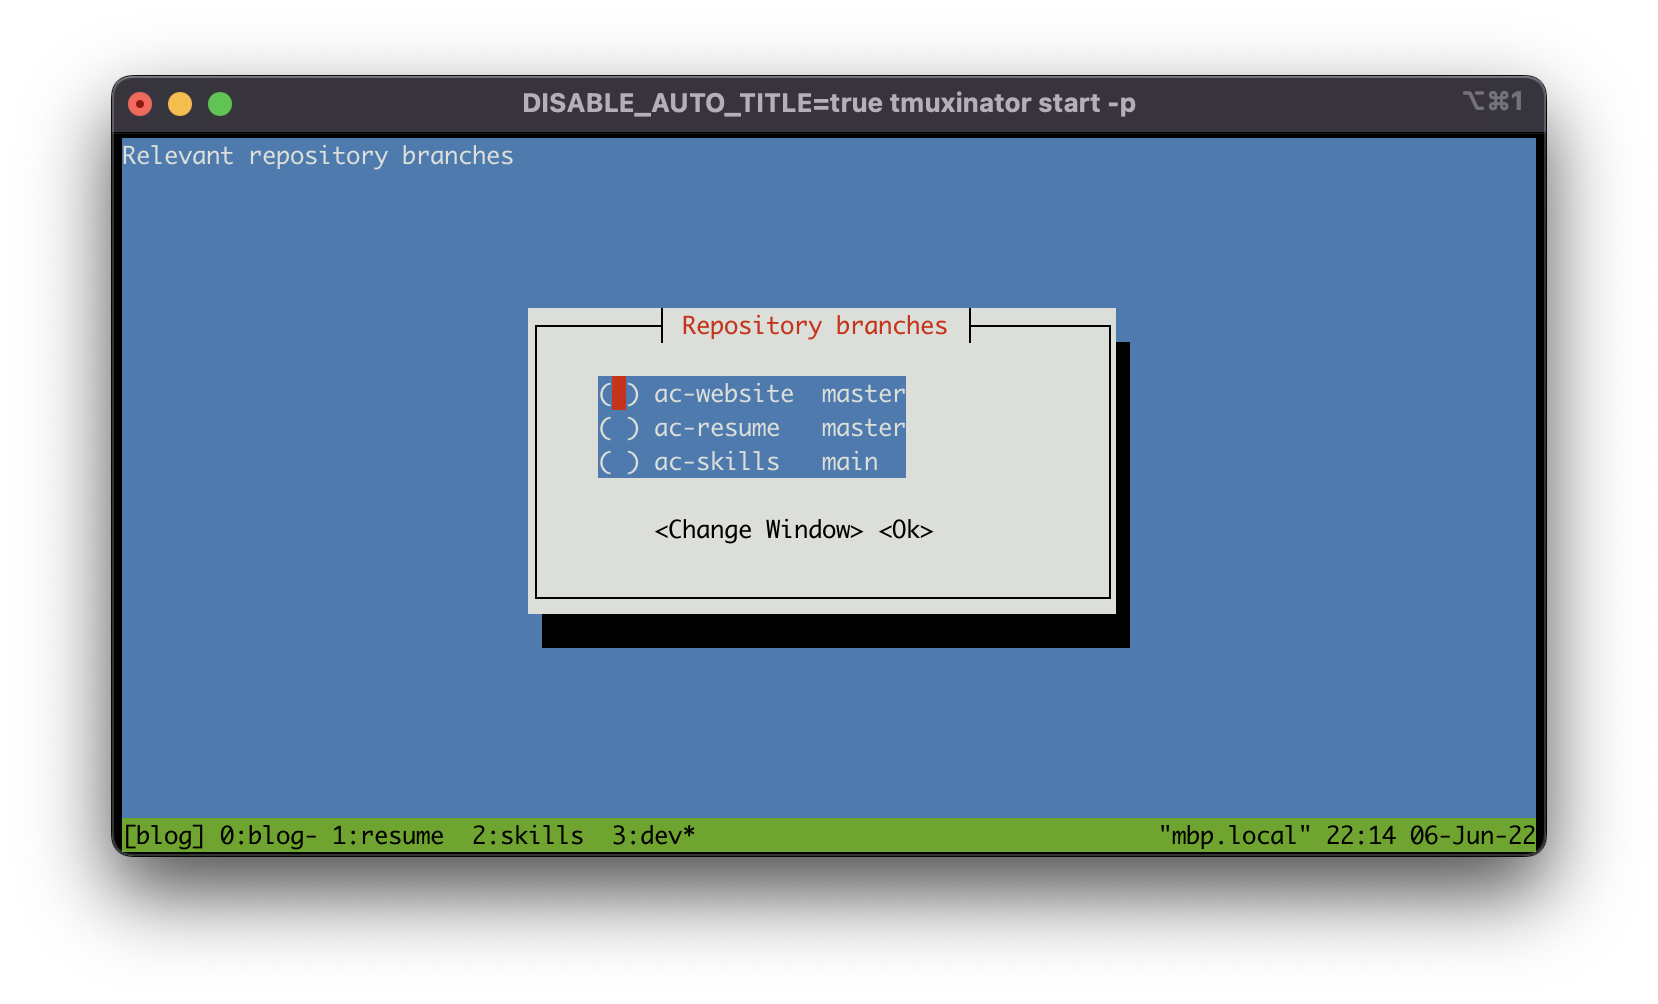 DISABLE_AUTO_TITLE=true tmuxinator start -p
⌥⌘1
Relevant repository branches
Repository branches
( ) ac-website  master
( ) ac-resume   master
( ) ac-skills   main
<Change Window> <Ok>
[blog] 0:blog- 1:resume  2:skills  3:dev*
"mbp.local" 22:14 06-Jun-22